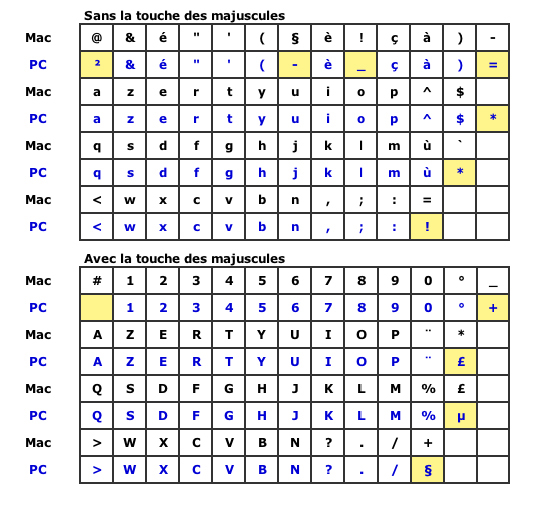 Sans la touche des majuscules
Mac @ & é " ' ( § è ! ç à ) -
PC ² & é " ' ( - è _ ç à ) =
Mac a z e r t y u i o p ^ $
PC a z e r t y u i o p ^ $ *
Mac q s d f g h j k l m ù `
PC q s d f g h j k l m ù *
Mac < w x c v b n , ; : =
PC < w x c v b n , ; : !
Avec la touche des majuscules
Mac # 1 2 3 4 5 6 7 8 9 0 ° _
PC 1 2 3 4 5 6 7 8 9 0 ° +
Mac A Z E R T Y U I O P ¨ *
PC A Z E R T Y U I O P ¨ £
Mac Q S D F G H J K L M % £
PC Q S D F G H J K L M % µ
Mac > W X C V B N ? . / +
PC > W X C V B N ? . / §